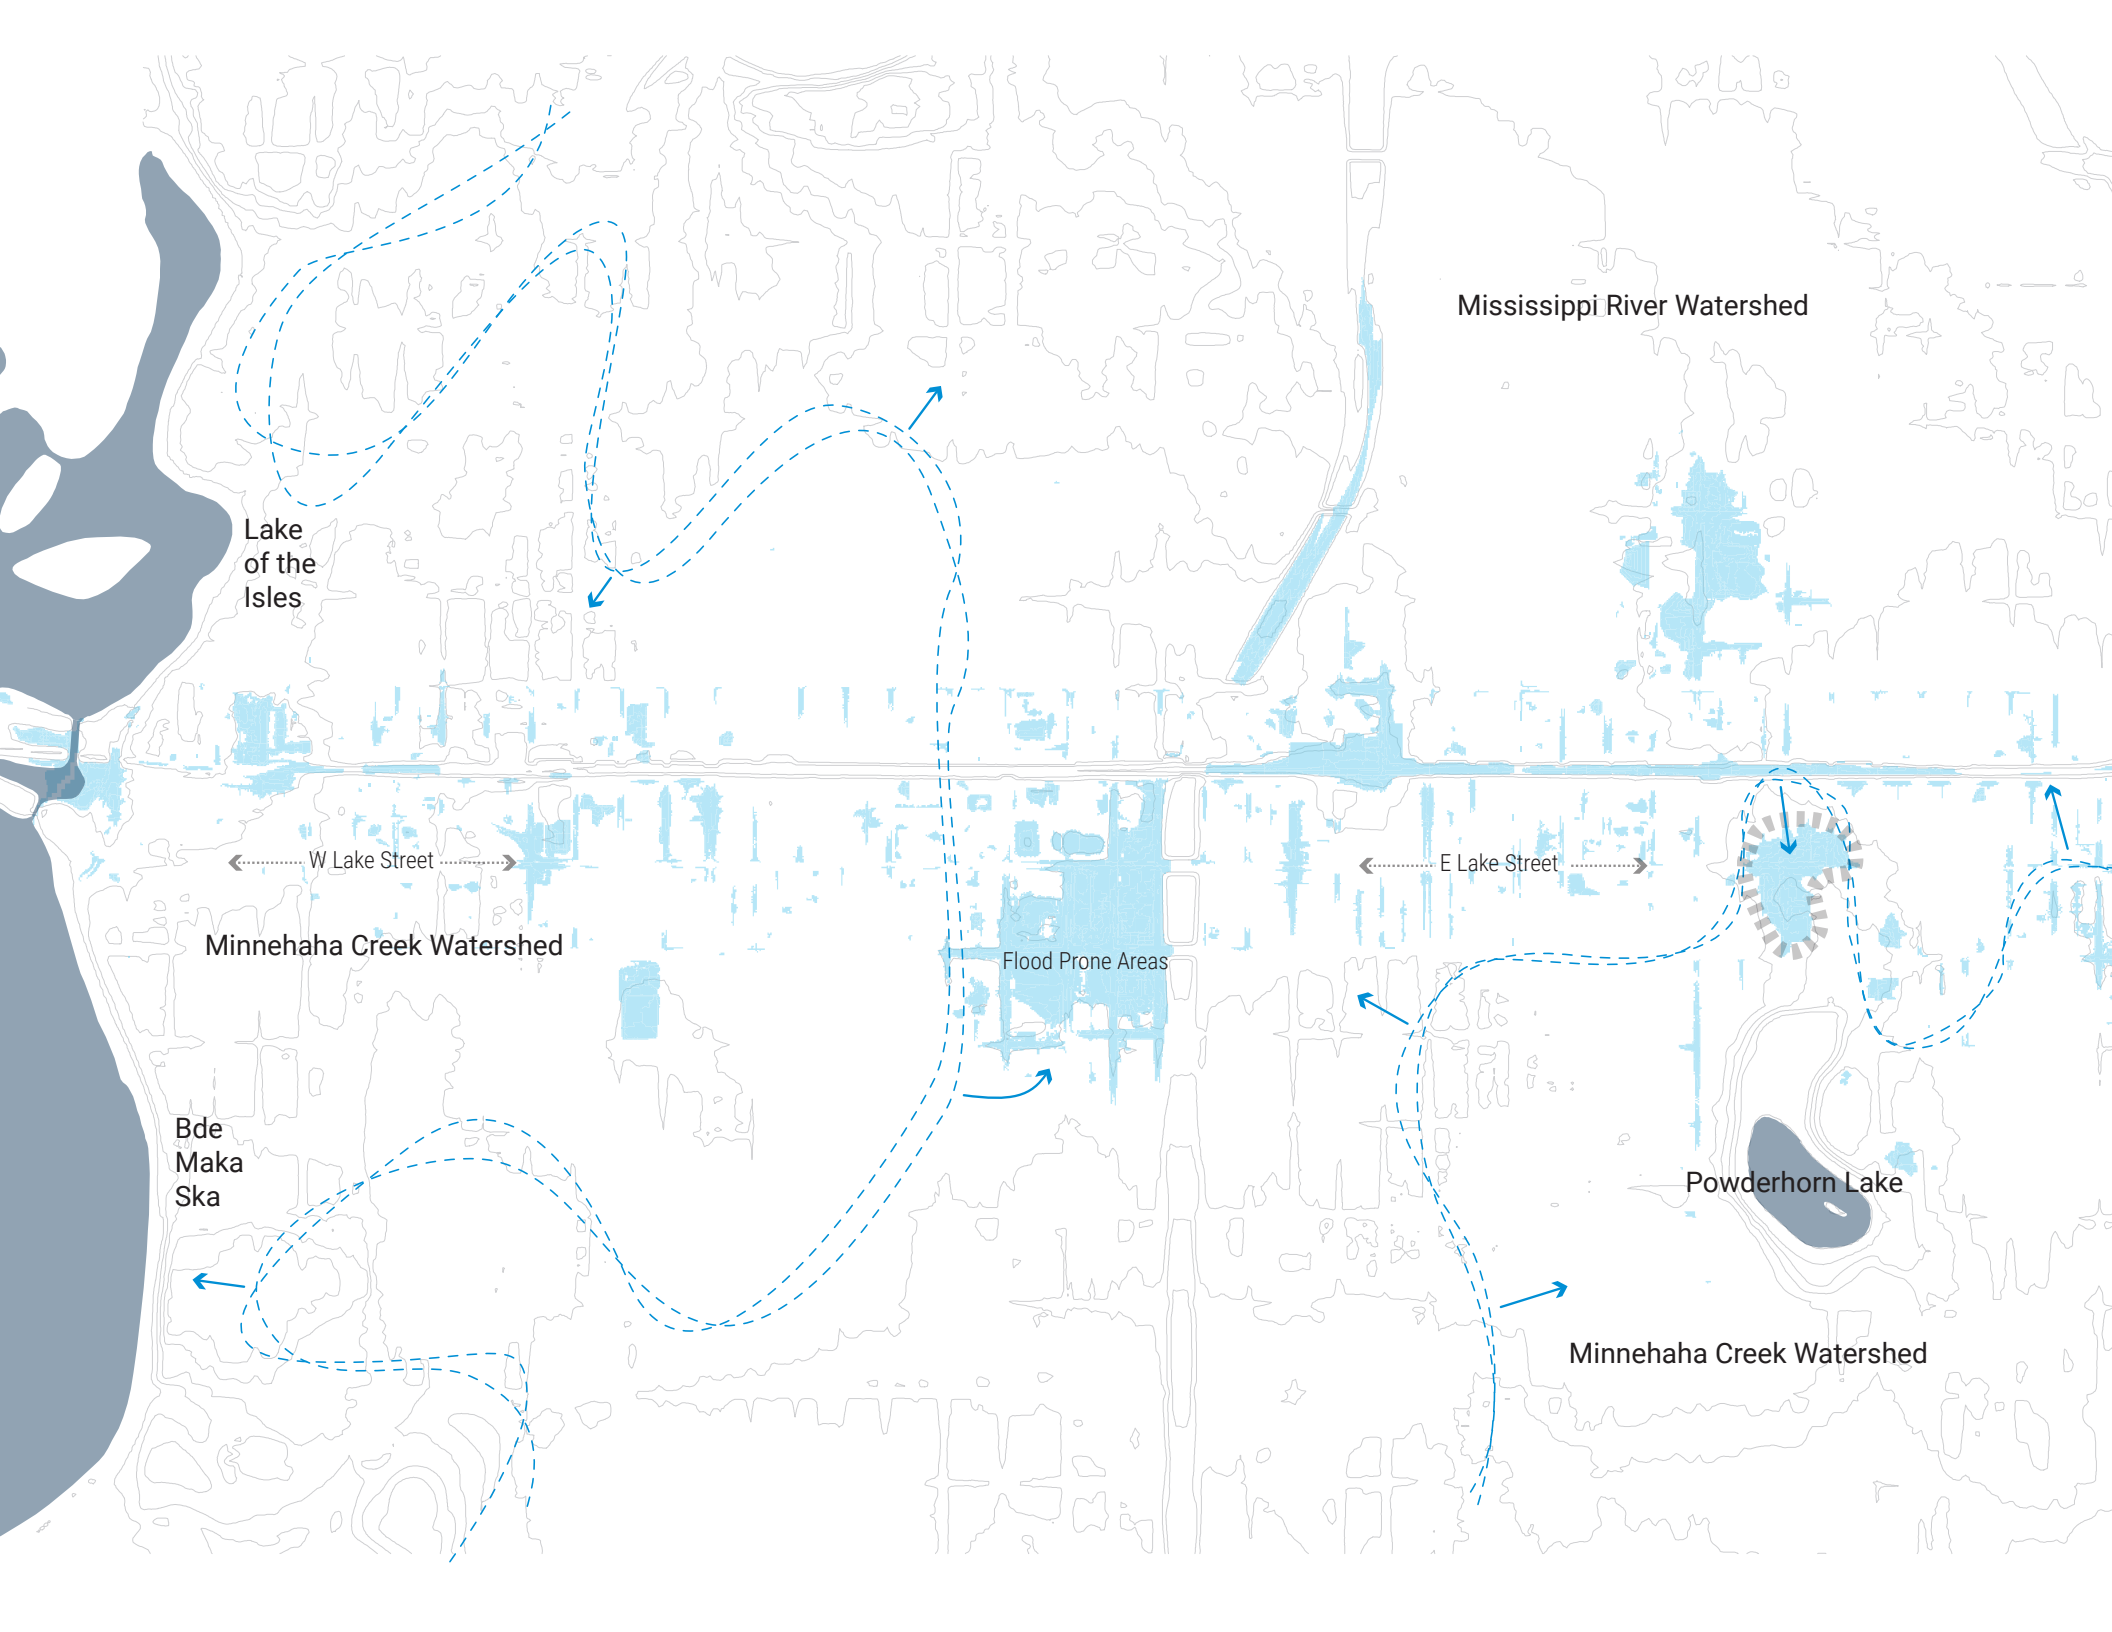 Mississippi River Watershed
Lake
of the
Isles
W Lake Street
E Lake Street
Minnehaha Creek Watershed
Flood Prone Areas
Bde
Maka
Ska
Powderhorn Lake
Minnehaha Creek Watershed